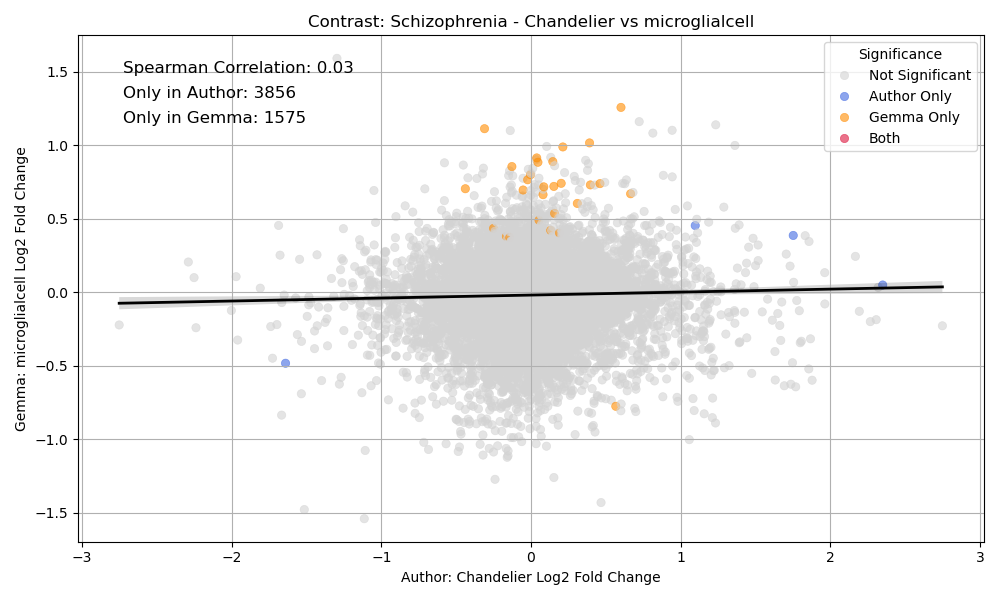 Contrast: Schizophrenia - Chandelier vs microglialcell
Spearman Correlation: 0.03
Only in Author: 3856
Only in Gemma: 1575
Significance
Not Significant
Author Only
Gemma Only
Both
Gemma: microglialcell Log2 Fold Change
1.5
1.0
0.5
0.0
−0.5
−1.0
−1.5
−3
−2
−1
0
1
2
3
Author: Chandelier Log2 Fold Change